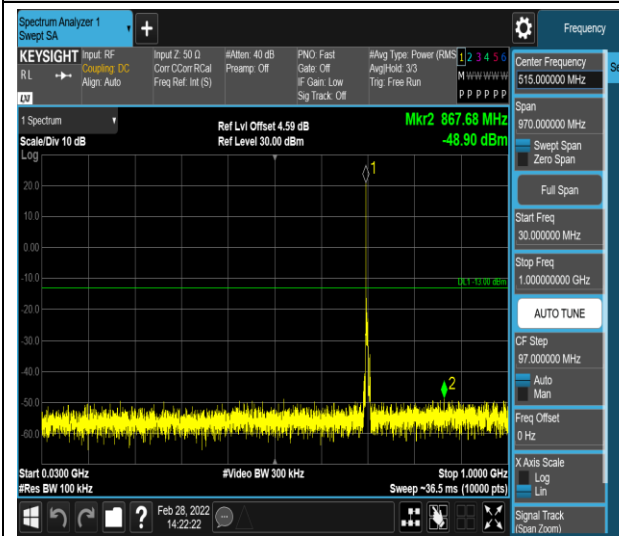 Spectrum Analyzer 1
Swept SA
Frequency
KEYSIGHT
RL
LXI
Input: RF
Coupling: DC
Align: Auto
Input Z: 50 Ω
Corr CCorr RCal
Freq Ref: Int (S)
#Atten: 40 dB
Preamp: Off
PNO: Fast
Gate: Off
IF Gain: Low
Sig Track: Off
#Avg Type: Power (RMS
Avg|Hold: 3/3
Trig: Free Run
1 2 3 4 5 6
M W W W W W
P P P P P P
1 Spectrum
Scale/Div 10 dB
Log
Ref Lvl Offset 4.59 dB
Ref Level 30.00 dBm
Mkr2 867.68 MHz
-48.90 dBm
1
20.0
10.0
0.00
-10.0
DL1 -13.00 dBm
-20.0
-30.0
-40.0
2
-50.0
-60.0
Start 0.0300 GHz
#Res BW 100 kHz
#Video BW 300 kHz
Stop 1.0000 GHz
Sweep ~36.5 ms (10000 pts)
Feb 28, 2022
14:22:22
?
Center Frequency
515.000000 MHz
Se
Span
970.000000 MHz
Swept Span
Zero Span
Full Span
Start Freq
30.000000 MHz
Stop Freq
1.000000000 GHz
AUTO TUNE
CF Step
97.000000 MHz
Auto
Man
Freq Offset
0 Hz
X Axis Scale
Log
Lin
Signal Track
(Span Zoom)